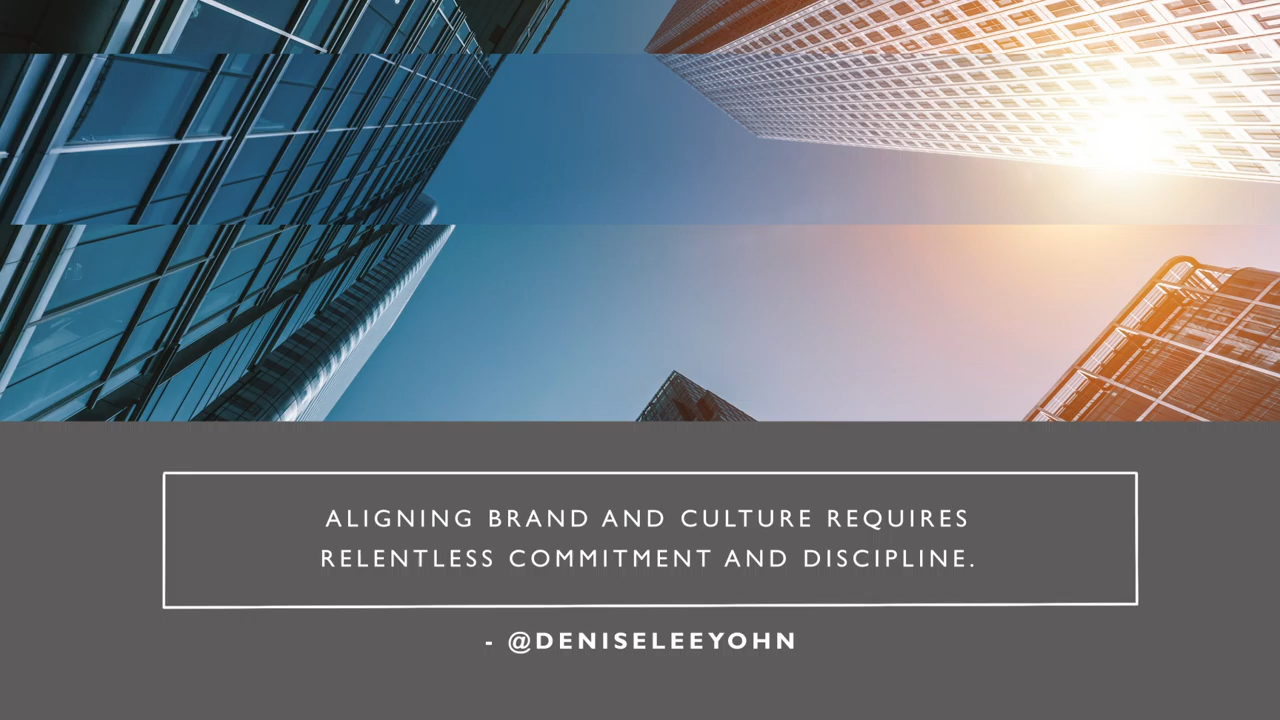 ALIGNING BRAND AND CULTURE REQUIRES
RELENTLESS COMMITMENT AND DISCIPLINE.
- @DENISELEEYOHN